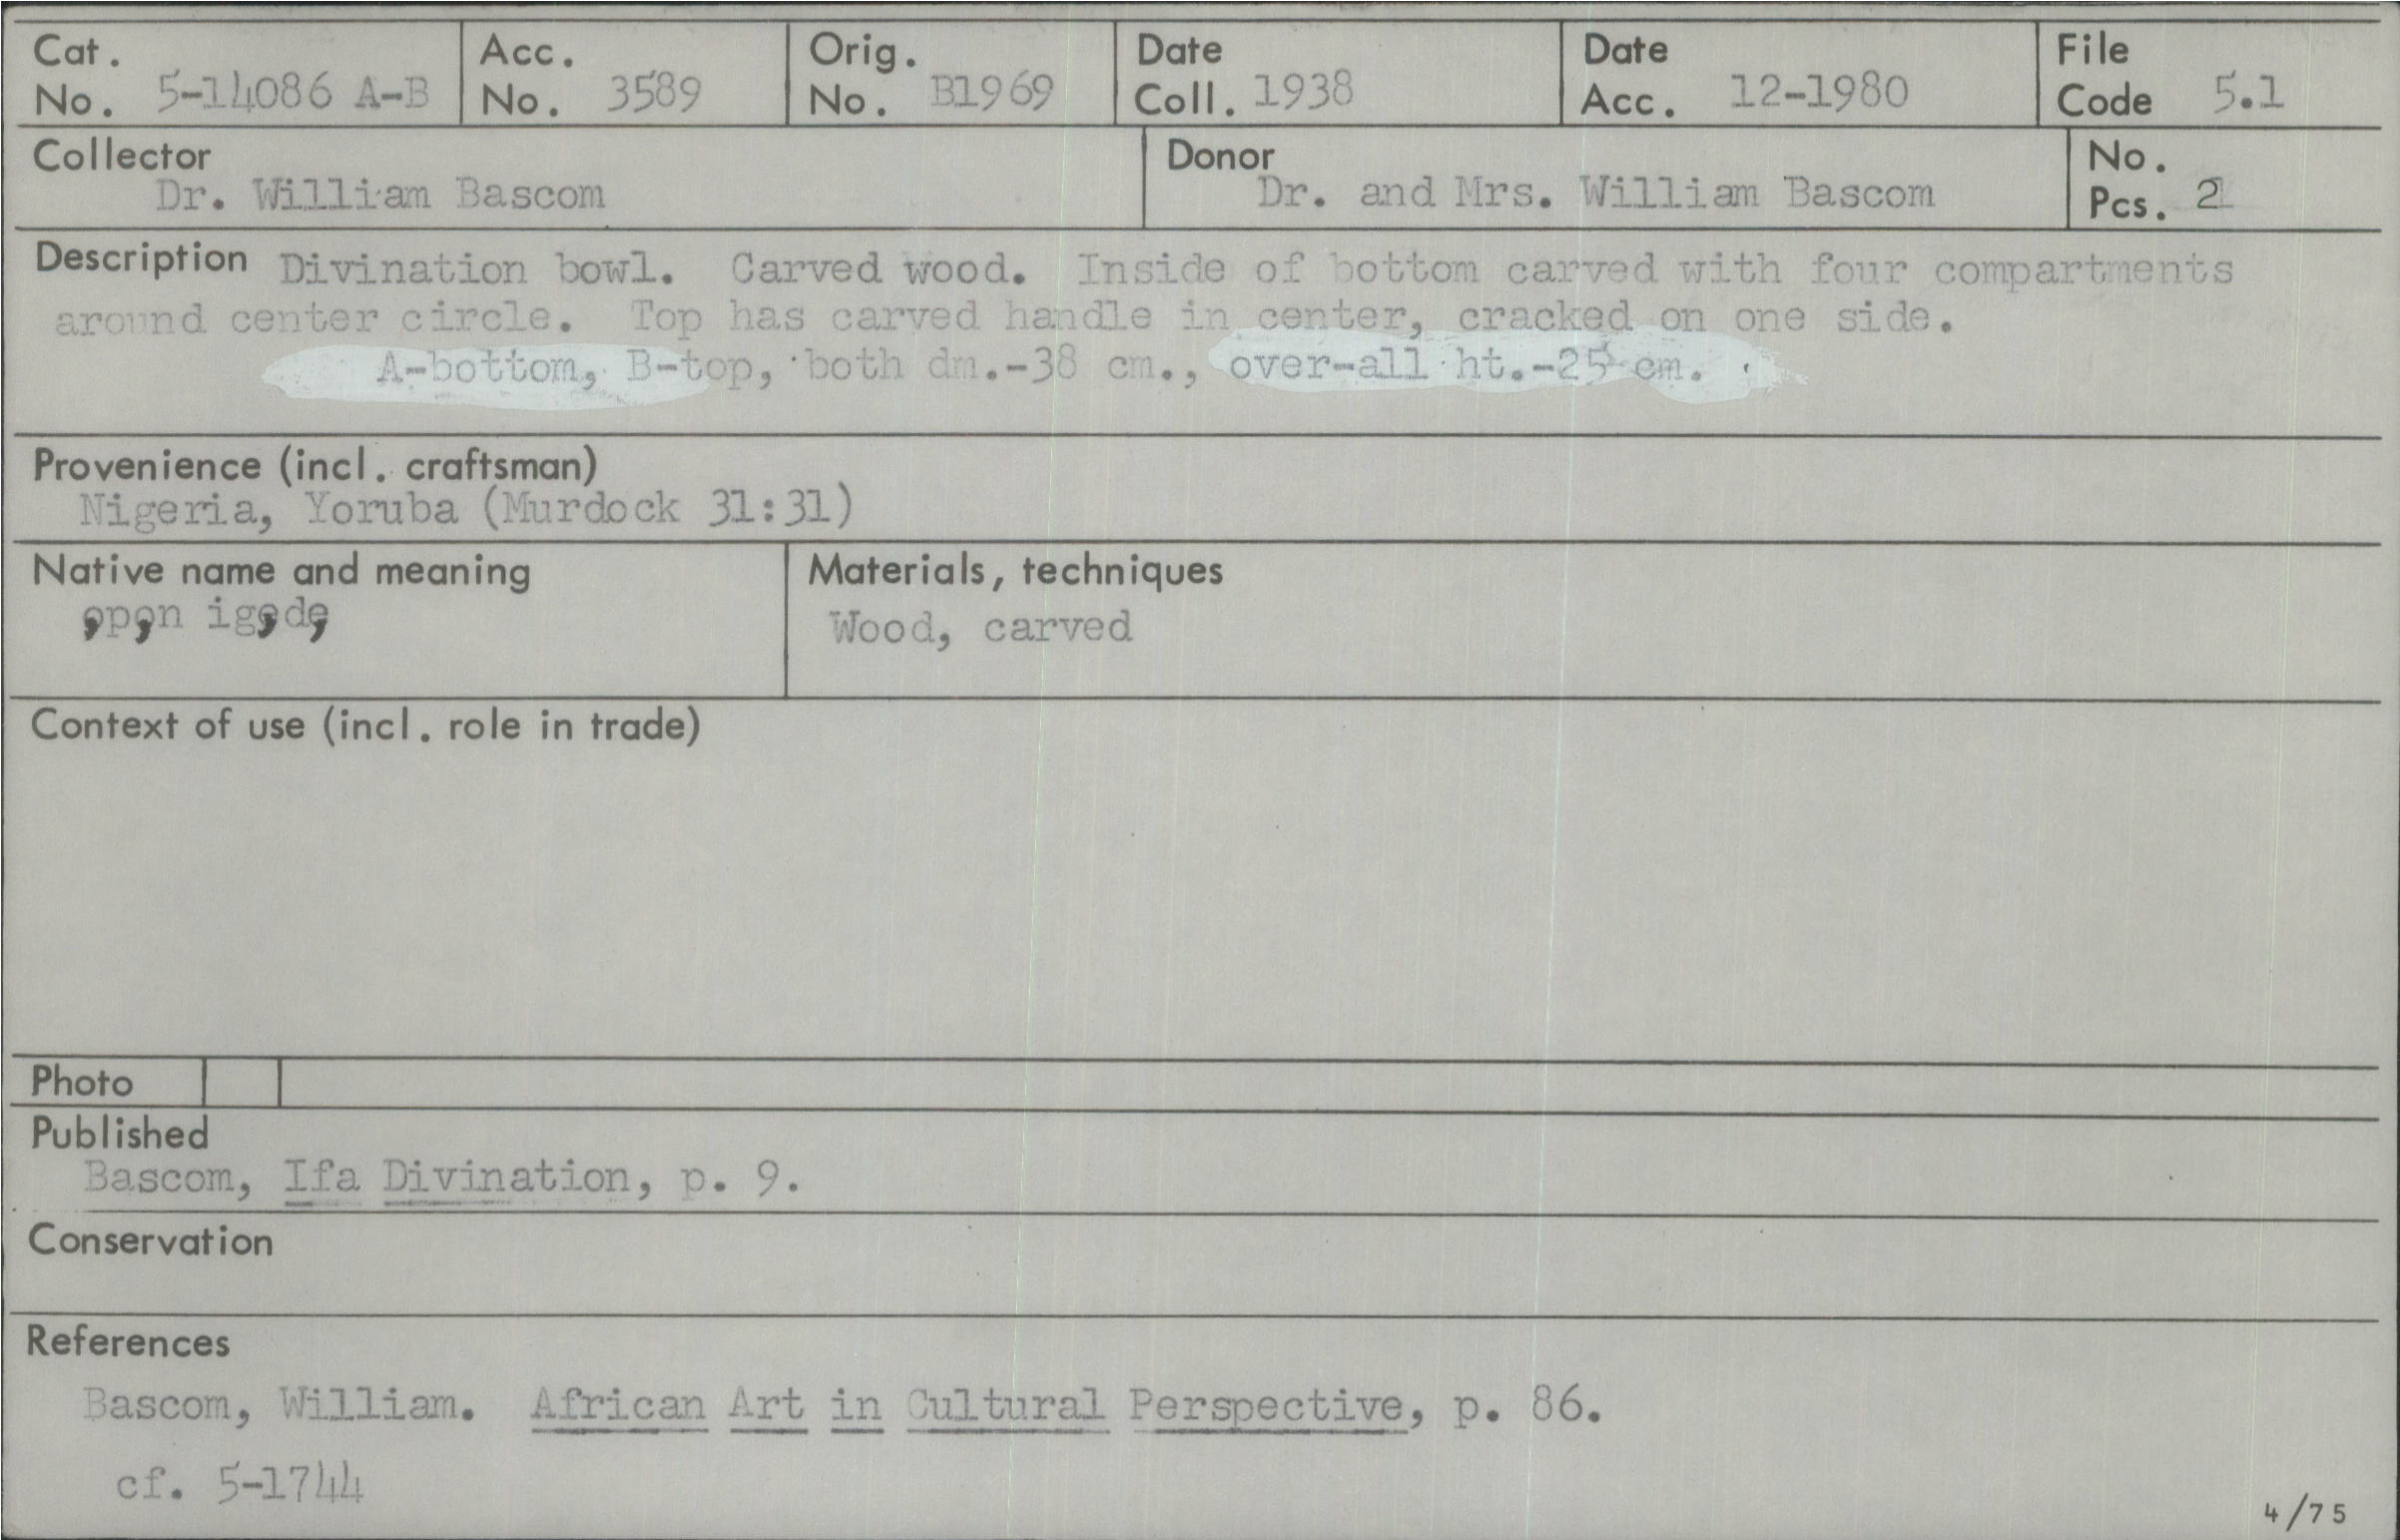 Cat. No. 5-14086 A-B
Acc. No. 3589
Orig. No. B1969
Date Coll. 1938
Date Acc. 12-1980
File Code 5.1
Collector
Dr. William Bascom
Donor
Dr. and Mrs. William Bascom
No. Pcs. 2
Description Divination bowl. Carved wood. Inside of bottom carved with four compartments
around center circle. Top has carved handle in center, cracked on one side.
A-bottom, B-top, both dm.-38 cm., over-all ht.-25 cm.
Provenience (incl. craftsman)
Nigeria, Yoruba (Murdock 31:31)
Native name and meaning
ọpọn igẹdẹ
Materials, techniques
Wood, carved
Context of use (incl. role in trade)
Photo
Published
Bascom, Ifa Divination, p. 9.
Conservation
References
Bascom, William. African Art in Cultural Perspective, p. 86.
cf. 5-1744
4/75